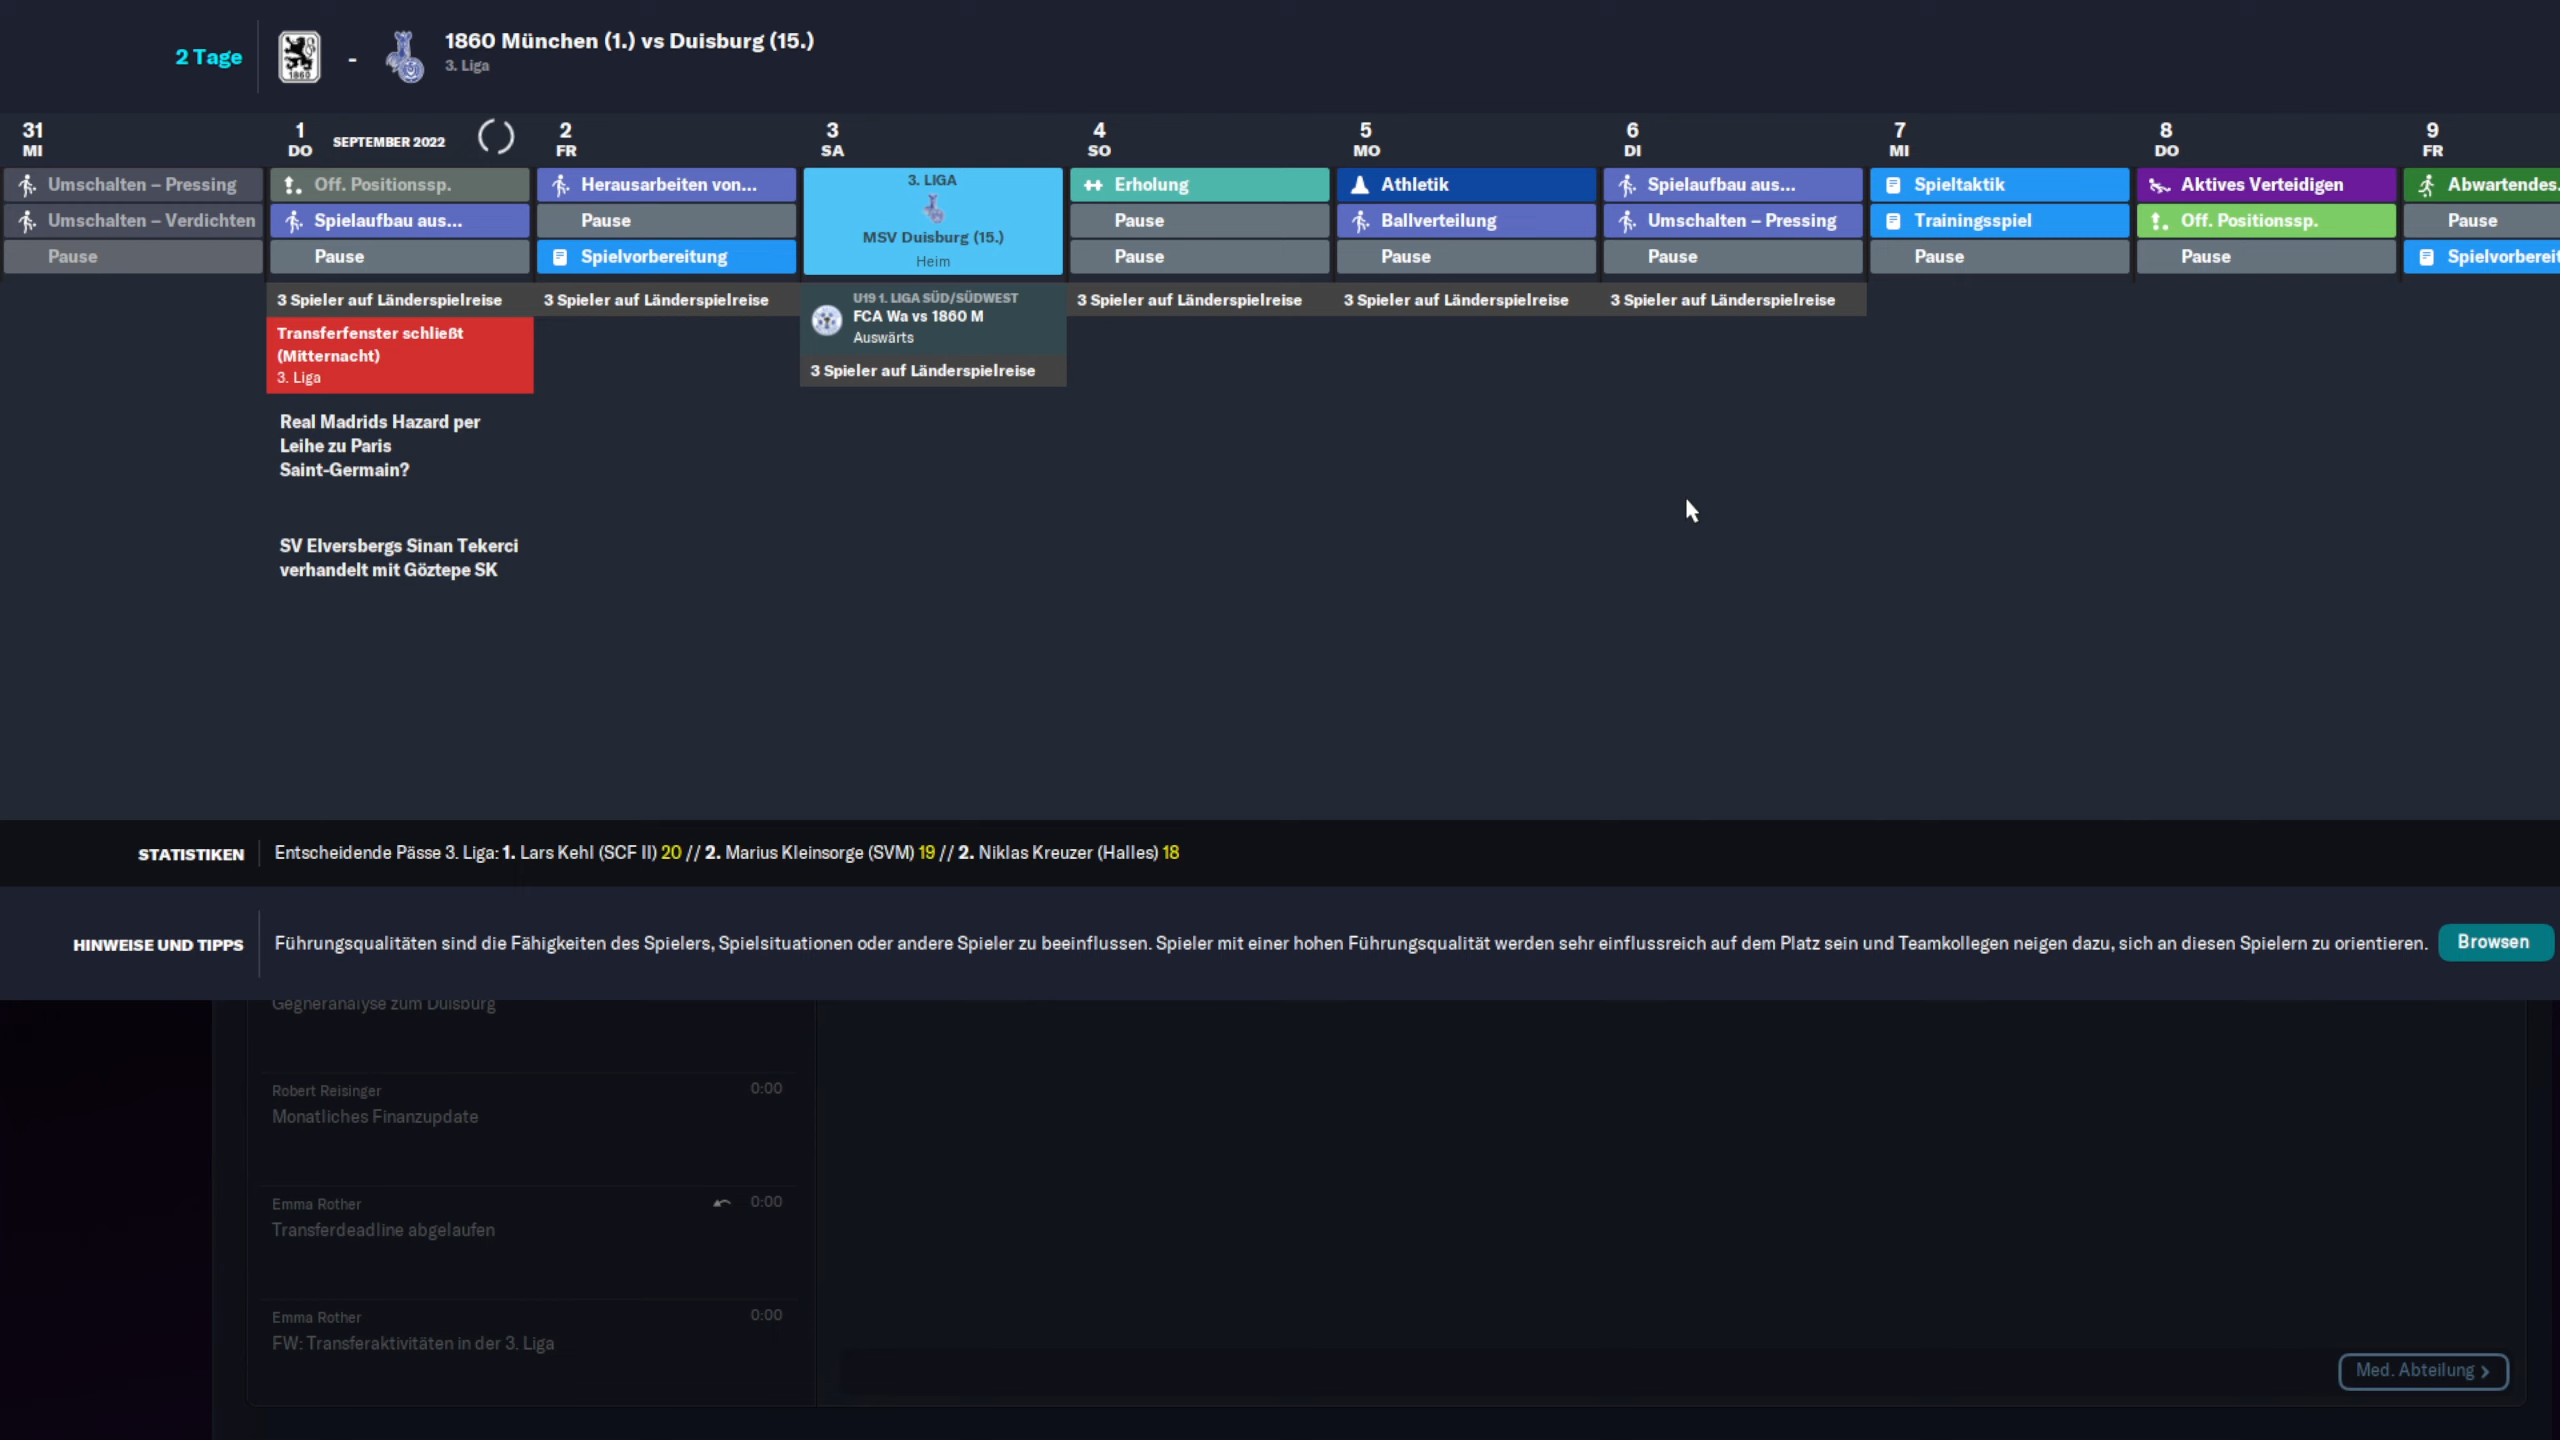 2 Tage
1860 München (1.) vs Duisburg (15.)
3. Liga
1860
31
MI
1
DO
SEPTEMBER 2022
2
FR
3
SA
4
SO
5
MO
6
DI
7
MI
8
DO
9
FR
Umschalten – Pressing
Umschalten – Verdichten
Pause
Off. Positionssp.
Spielaufbau aus...
Pause
3 Spieler auf Länderspielreise
Transferfenster schließt
(Mitternacht)
3. Liga
Real Madrids Hazard per
Leihe zu Paris
Saint-Germain?
SV Elversbergs Sinan Tekerci
verhandelt mit Göztepe SK
Herausarbeiten von...
Pause
Spielvorbereitung
3 Spieler auf Länderspielreise
3. LIGA
MSV Duisburg (15.)
Heim
U19 1. LIGA SÜD/SÜDWEST
FCA Wa vs 1860 M
Auswärts
3 Spieler auf Länderspielreise
Erholung
Pause
Pause
3 Spieler auf Länderspielreise
Athletik
Ballverteilung
Pause
3 Spieler auf Länderspielreise
Spielaufbau aus...
Umschalten – Pressing
Pause
3 Spieler auf Länderspielreise
Spieltaktik
Trainingsspiel
Pause
Aktives Verteidigen
Off. Positionssp.
Pause
Abwartendes.
Pause
Spielvorbereit
STATISTIKEN
Entscheidende Pässe 3. Liga: 1. Lars Kehl (SCF II) 20 // 2. Marius Kleinsorge (SVM) 19 // 2. Niklas Kreuzer (Halles) 18
HINWEISE UND TIPPS
Führungsqualitäten sind die Fähigkeiten des Spielers, Spielsituationen oder andere Spieler zu beeinflussen. Spieler mit einer hohen Führungsqualität werden sehr einflussreich auf dem Platz sein und Teamkollegen neigen dazu, sich an diesen Spielern zu orientieren.
Browsen
Gegneranalyse zum Duisburg
Robert Reisinger
0:00
Monatliches Finanzupdate
Emma Rother
0:00
Transferdeadline abgelaufen
Emma Rother
0:00
FW: Transferaktivitäten in der 3. Liga
Med. Abteilung >